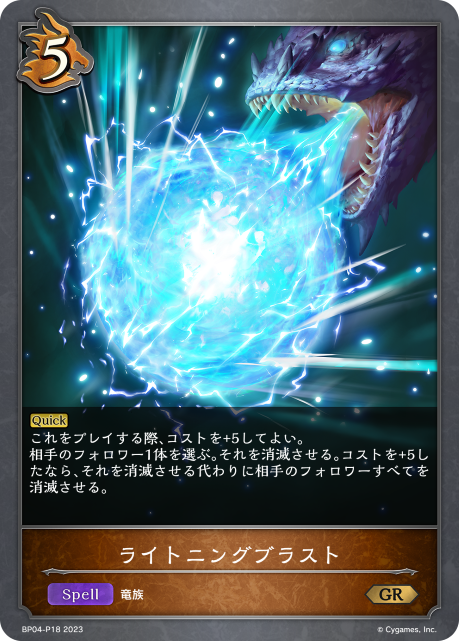 5
Quick
これをプレイする際、コストを+5してよい。
相手のフォロワー1体を選ぶ。それを消滅させる。コストを+5し
たなら、それを消滅させる代わりに相手のフォロワーすべてを
消滅させる。
ライトニングブラスト
Spell 竜族 GR
BP04-P18 2023 © Cygames, Inc.